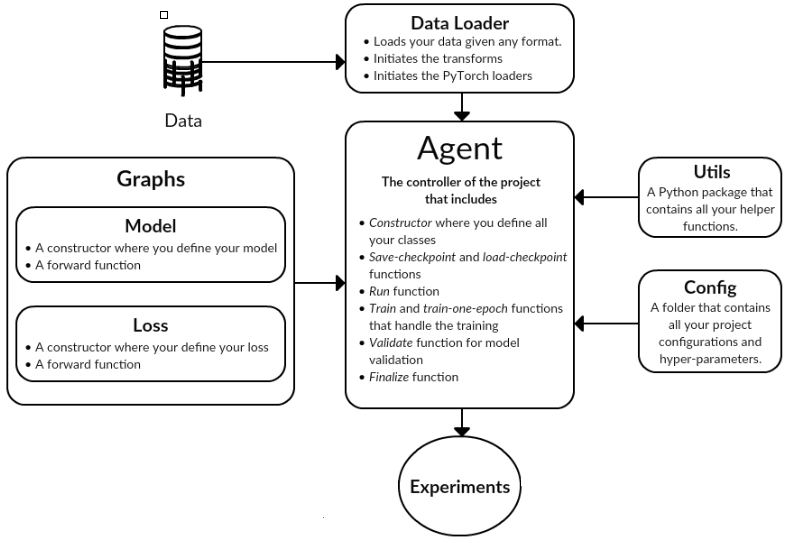 Data Loader
• Loads your data given any format.
• Initiates the transforms
• Initiates the PyTorch loaders
Data
Agent
The controller of the project
that includes
• Constructor where you define all
your classes
• Save-checkpoint and load-checkpoint
functions
• Run function
• Train and train-one-epoch functions
that handle the training
• Validate function for model
validation
• Finalize function
Graphs
Model
• A constructor where you define your model
• A forward function
Loss
• A constructor where your define your loss
• A forward function
Utils
A Python package that
contains all your helper
functions.
Config
A folder that contains
all your project
configurations and
hyper-parameters.
Experiments